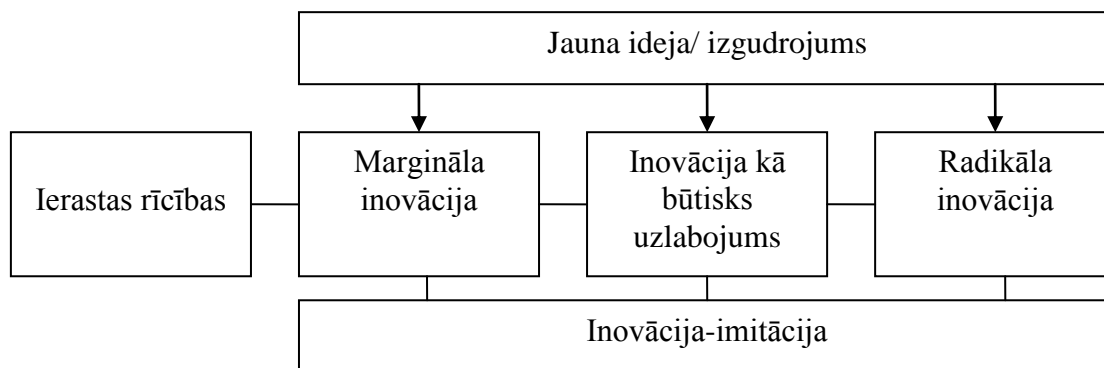 Jauna ideja/ izgudrojums
Ierastas rīcības
Margināla
inovācija
Inovācija kā
būtisks
uzlabojums
Radikāla
inovācija
Inovācija-imitācija